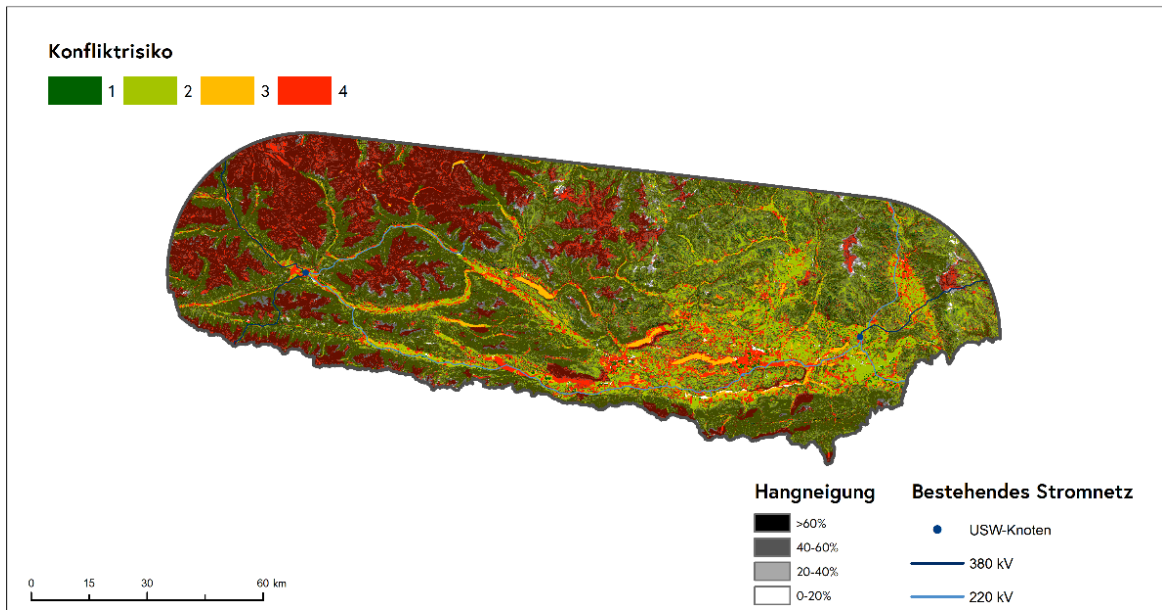 Konfliktrisiko
1 2 3 4
Hangneigung
>60%
40-60%
20-40%
0-20%
Bestehendes Stromnetz
USW-Knoten
380 kV
220 kV
0 15 30 60 km